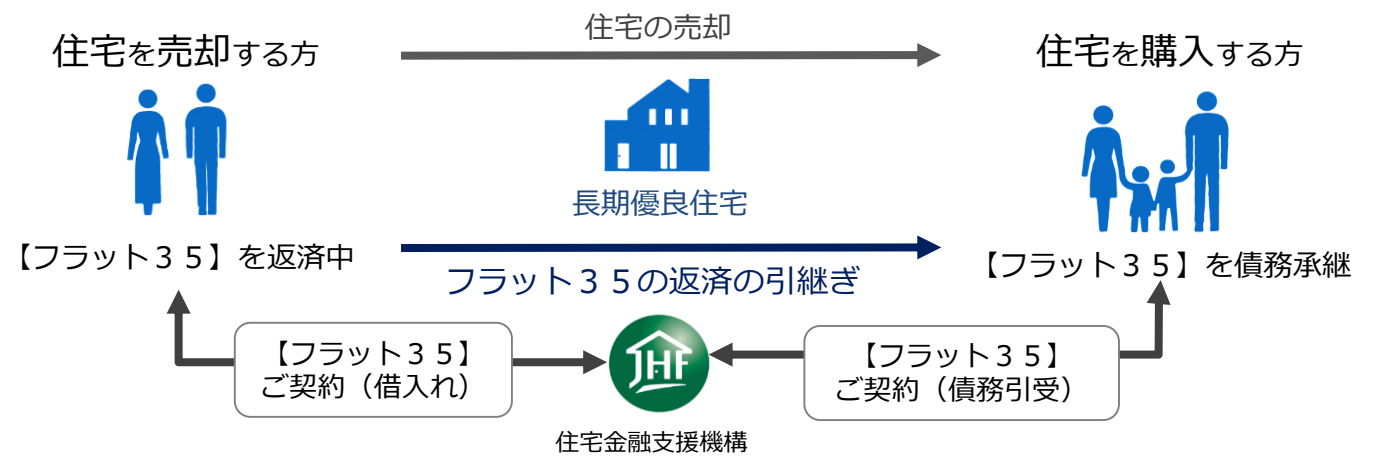 住宅の売却
住宅を売却する方
住宅を購入する方
長期優良住宅
【フラット３５】を返済中
フラット３５の返済の引継ぎ
【フラット３５】を債務承継
【フラット３５】
ご契約（借入れ）
JHF
【フラット３５】
ご契約（債務引受）
住宅金融支援機構